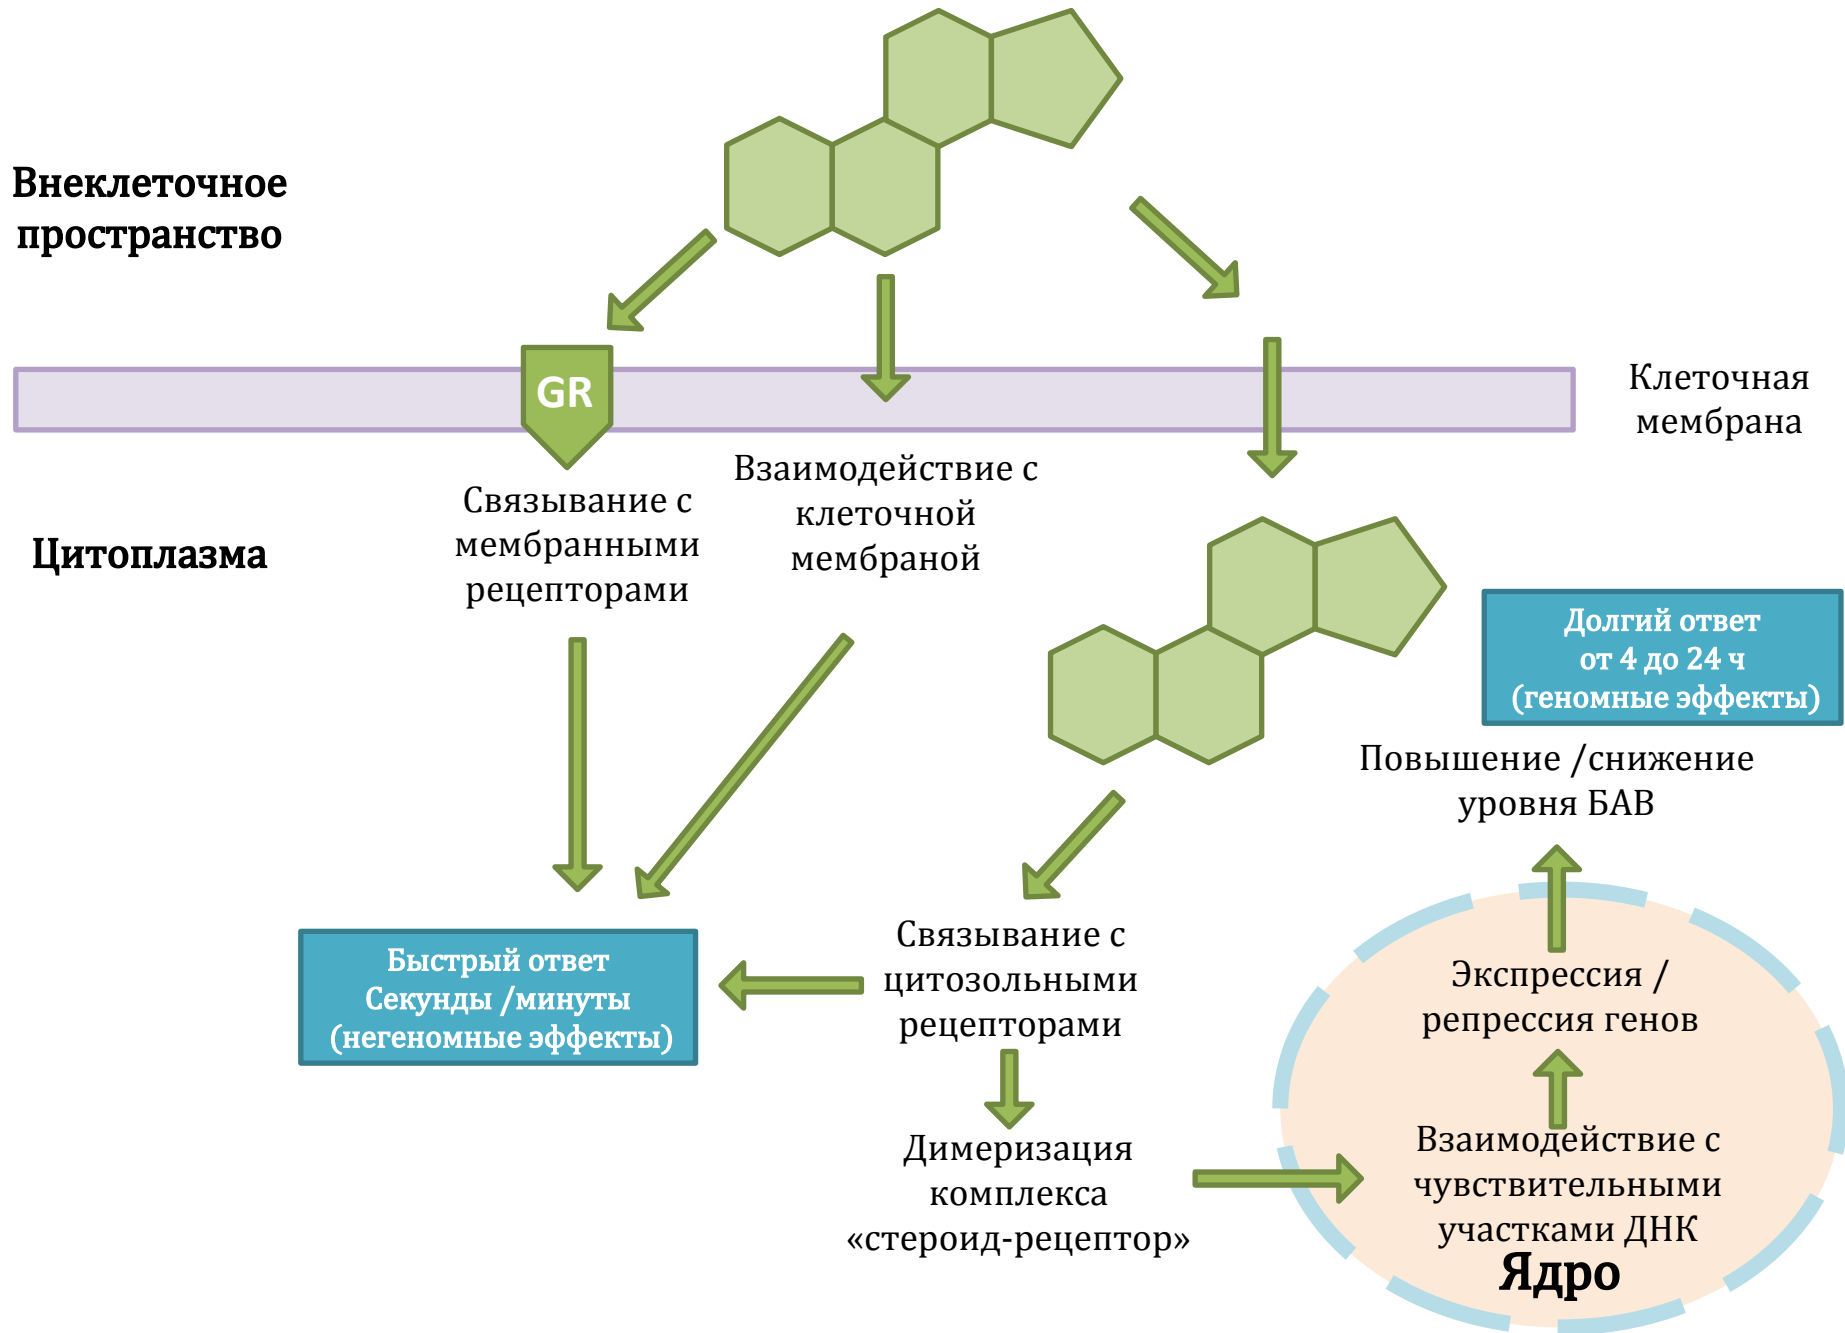 Внеклеточное
пространство
GR
Клеточная
мембрана
Связывание с
мембранными
рецепторами
Взаимодействие с
клеточной
мембраной
Цитоплазма
Долгий ответ
от 4 до 24 ч
(геномные эффекты)
Повышение /снижение
уровня БАВ
Быстрый ответ
Секунды /минуты
(негеномные эффекты)
Связывание с
цитозольными
рецепторами
Экспрессия /
репрессия генов
Димеризация
комплекса
«стероид-рецептор»
Взаимодействие с
чувствительными
участками ДНК
Ядро